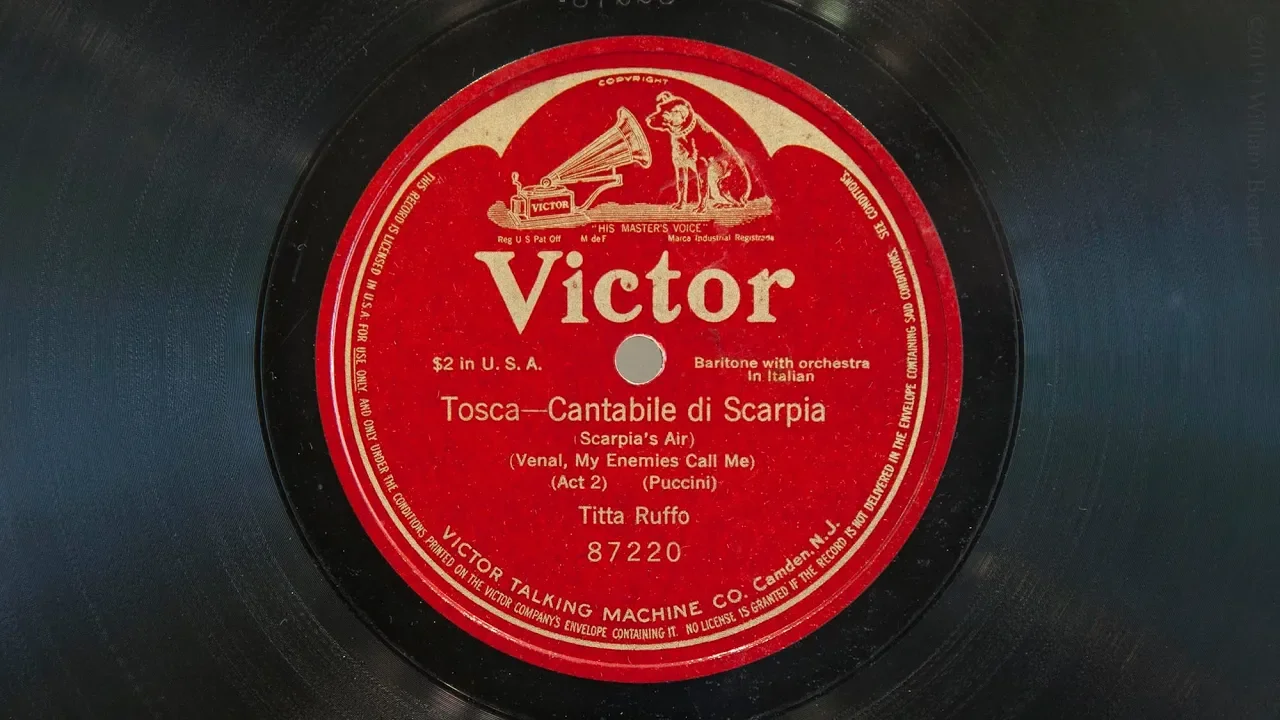 COPYRIGHT
VICTOR
"HIS MASTER'S VOICE"
Reg U S Pat Off M de F Marca Industrial Registrada
Victor
$2 in U. S. A.
Baritone with orchestra
In Italian
Tosca—Cantabile di Scarpia
(Scarpia's Air)
(Venal, My Enemies Call Me)
(Act 2) (Puccini)
Titta Ruffo
87220
VICTOR TALKING MACHINE CO. Camden, N.J.
THIS RECORD IS LICENSED IN U.S.A. FOR USE ONLY, AND ONLY UNDER THE CONDITIONS PRINTED ON THE VICTOR COMPANY'S ENVELOPE CONTAINING IT. NO LICENSE IS GRANTED IF THE RECORD IS NOT DELIVERED IN THE ENVELOPE CONTAINING SAID CONDITIONS. SEE CONDITIONS.